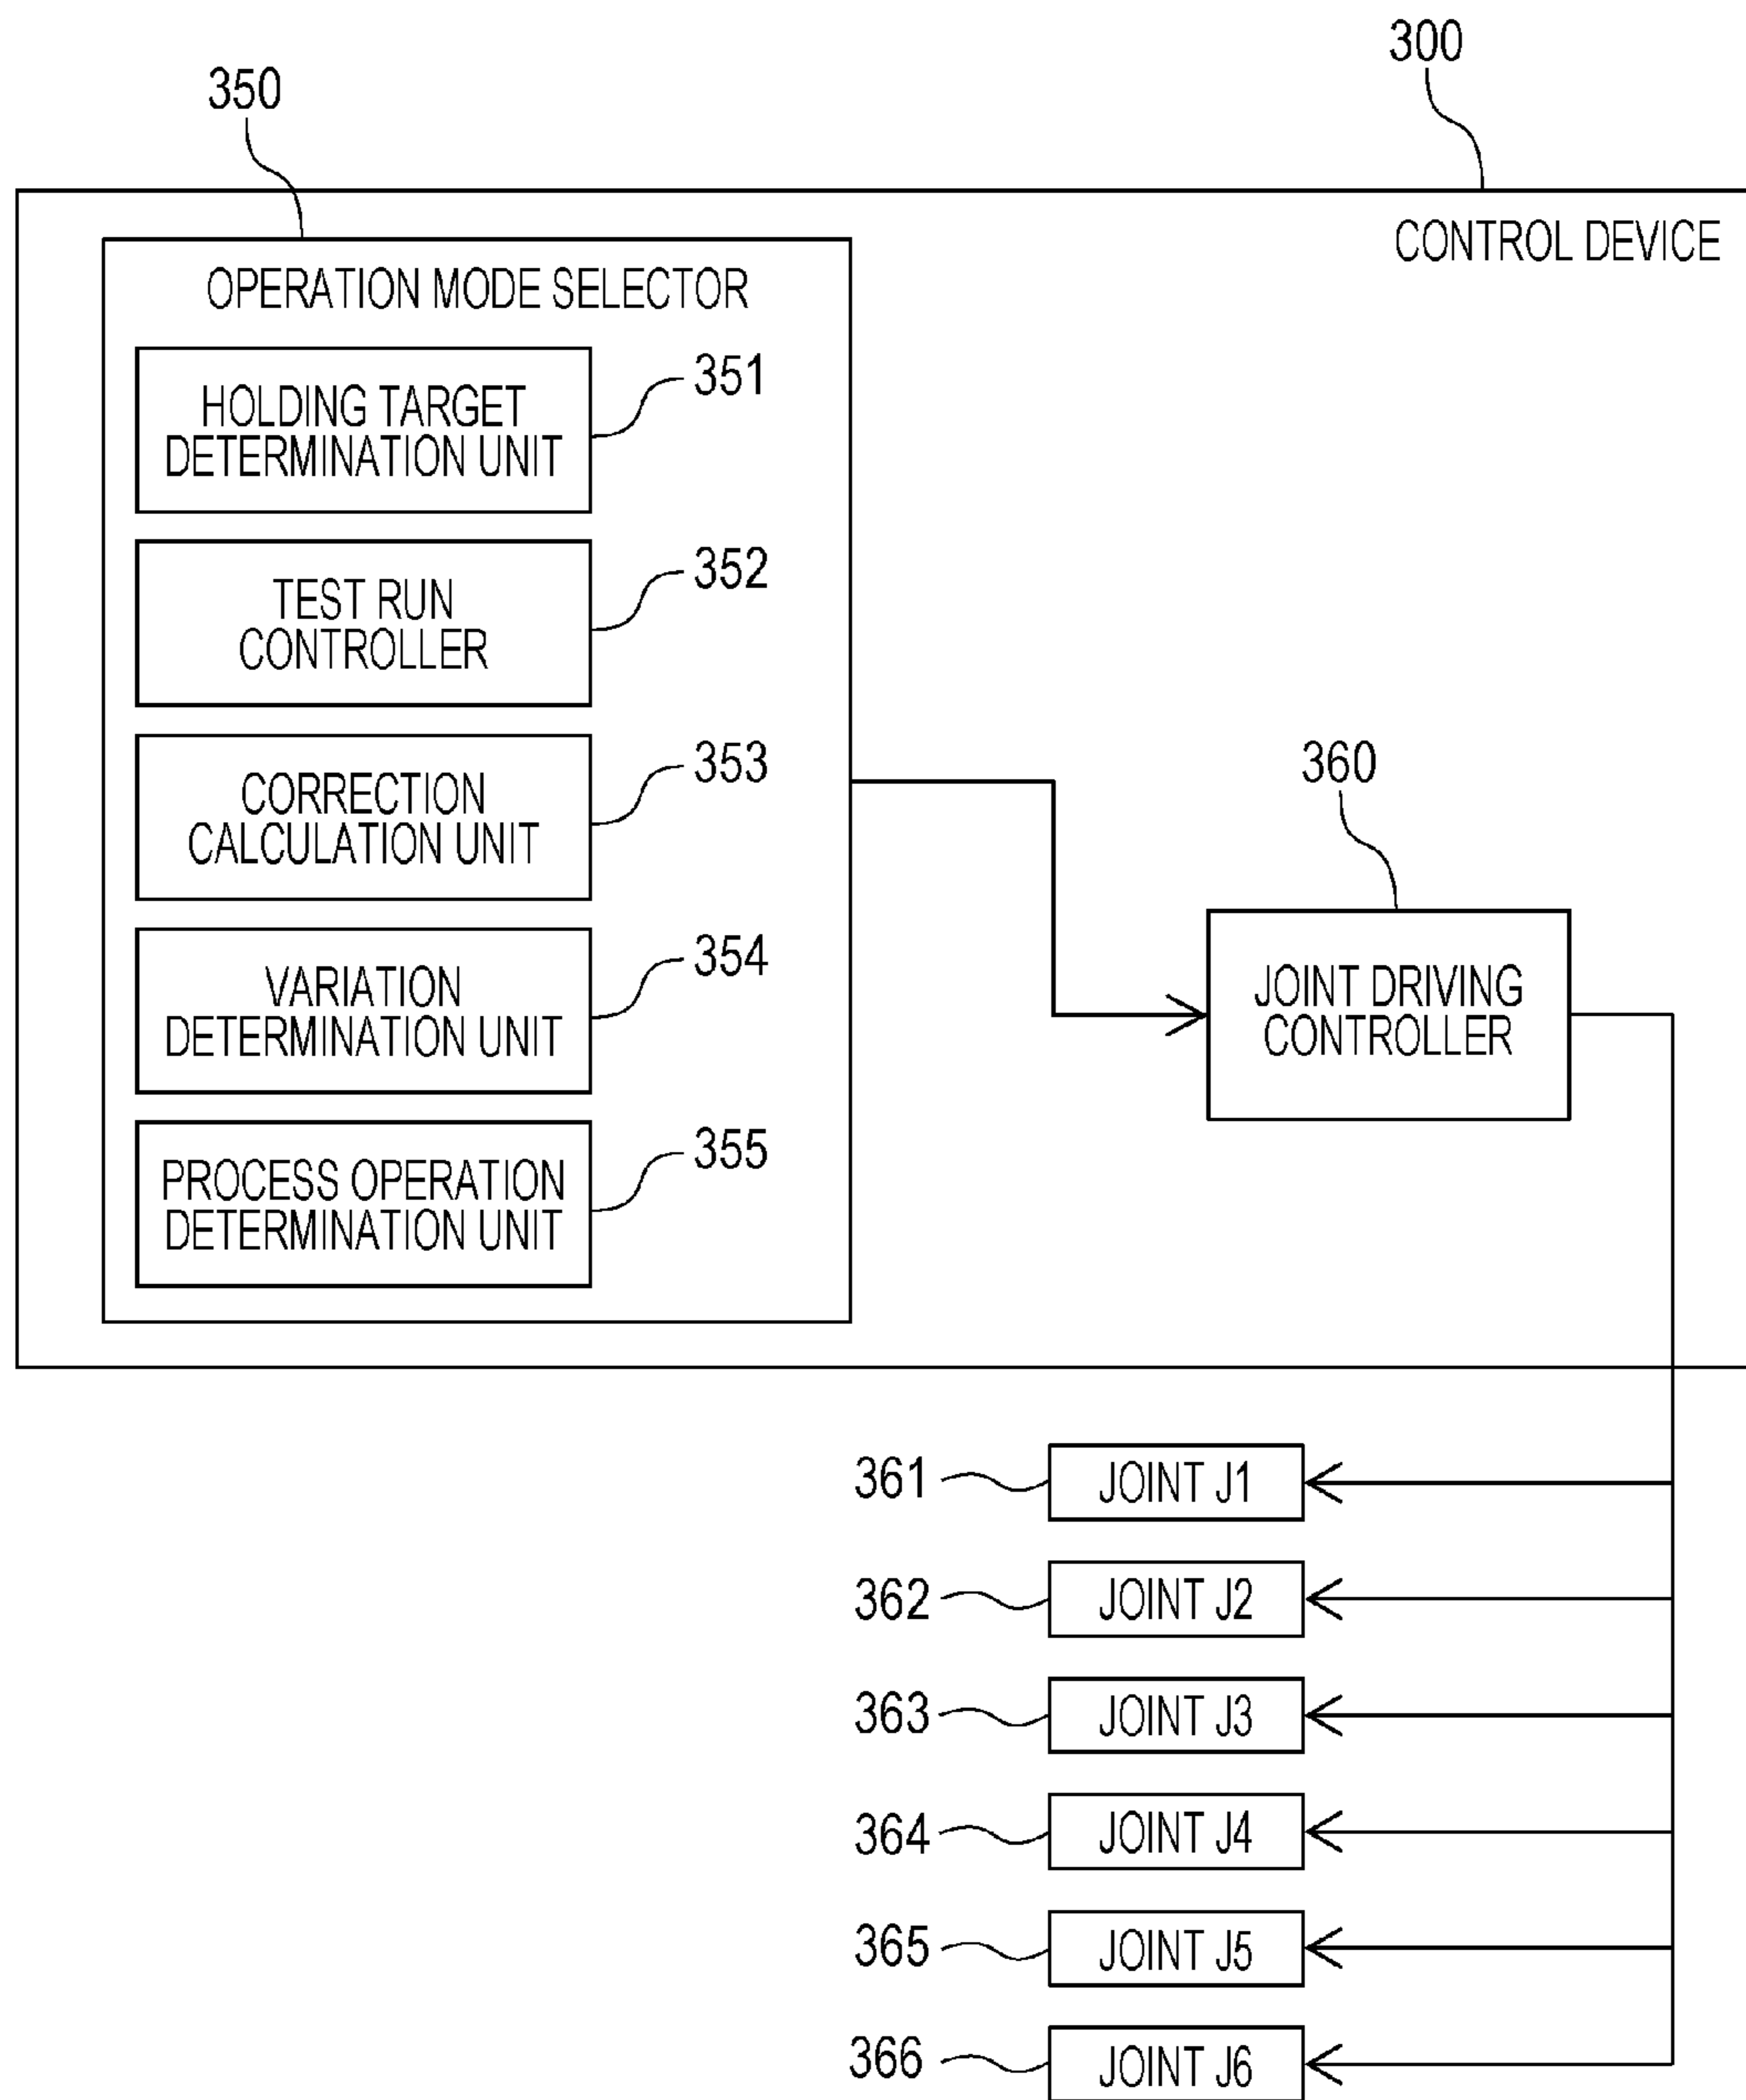 300
350
CONTROL DEVICE
OPERATION MODE SELECTOR
351
HOLDING TARGET
DETERMINATION UNIT
352
TEST RUN
CONTROLLER
353
CORRECTION
CALCULATION UNIT
360
354
VARIATION
DETERMINATION UNIT
JOINT DRIVING
CONTROLLER
355
PROCESS OPERATION
DETERMINATION UNIT
361
JOINT J1
362
JOINT J2
363
JOINT J3
364
JOINT J4
365
JOINT J5
366
JOINT J6